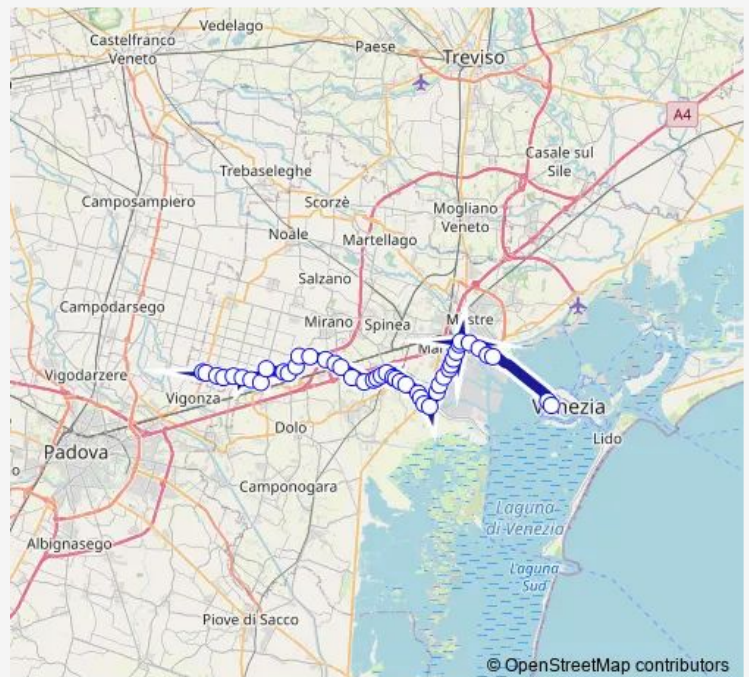 Vedelago
Castelfranco
Veneto
Paese
Treviso
A4
Casale sul
Sile
Trebaseleghe
Camposampiero
Scorzè
Mogliano
Veneto
Noale
Martellago
Salzano
Campodarsego
Mirano
Spinea
Vigodarzere
Vigonza
Venezia
Dolo
Lido
Padova
Camponogara
Laguna
di Venezia
Albignasego
Laguna
Sud
Piove di Sacco
© OpenStreetMap contributors